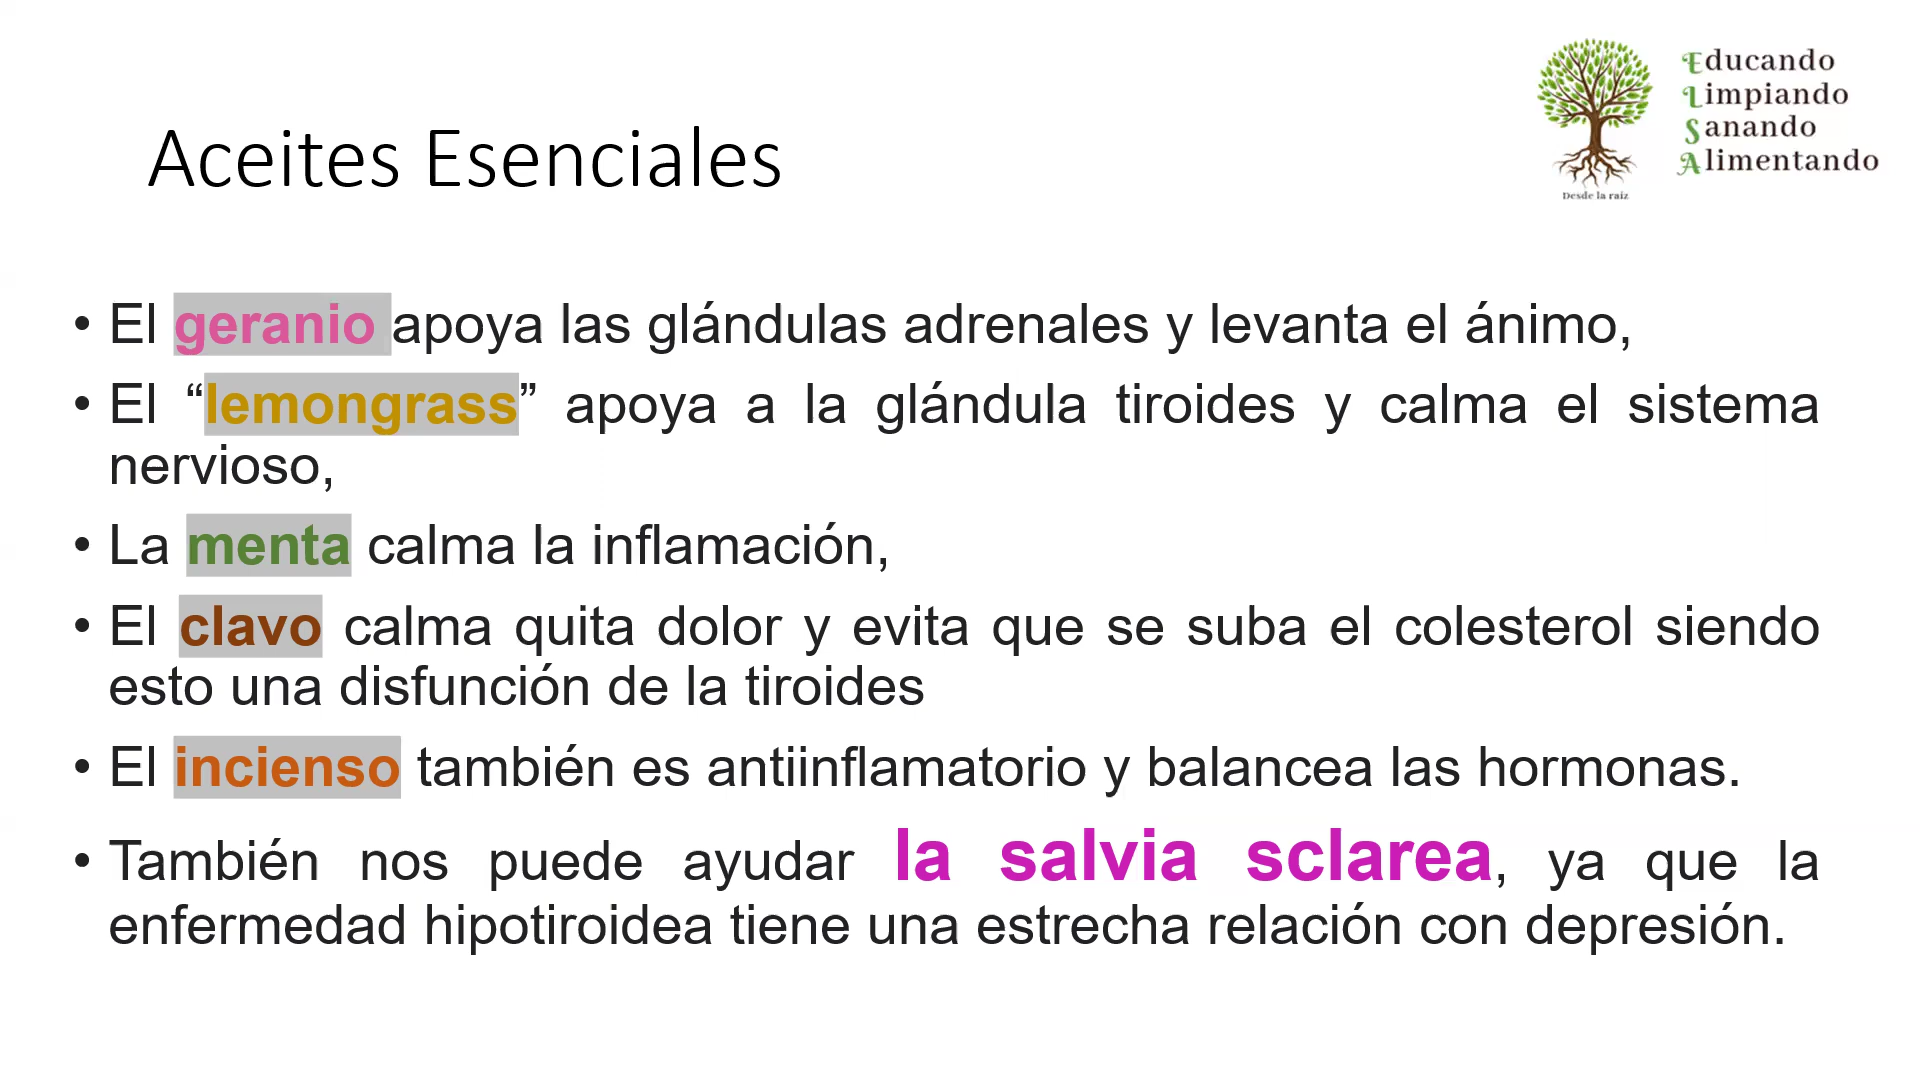 Educando
Limpiando
Sanando
Alimentando
Desde la raíz
Aceites Esenciales
• El geranio apoya las glándulas adrenales y levanta el ánimo,
• El “lemongrass” apoya a la glándula tiroides y calma el sistema
nervioso,
• La menta calma la inflamación,
• El clavo calma quita dolor y evita que se suba el colesterol siendo
esto una disfunción de la tiroides
• El incienso también es antiinflamatorio y balancea las hormonas.
• También nos puede ayudar la salvia sclarea, ya que la
enfermedad hipotiroidea tiene una estrecha relación con depresión.